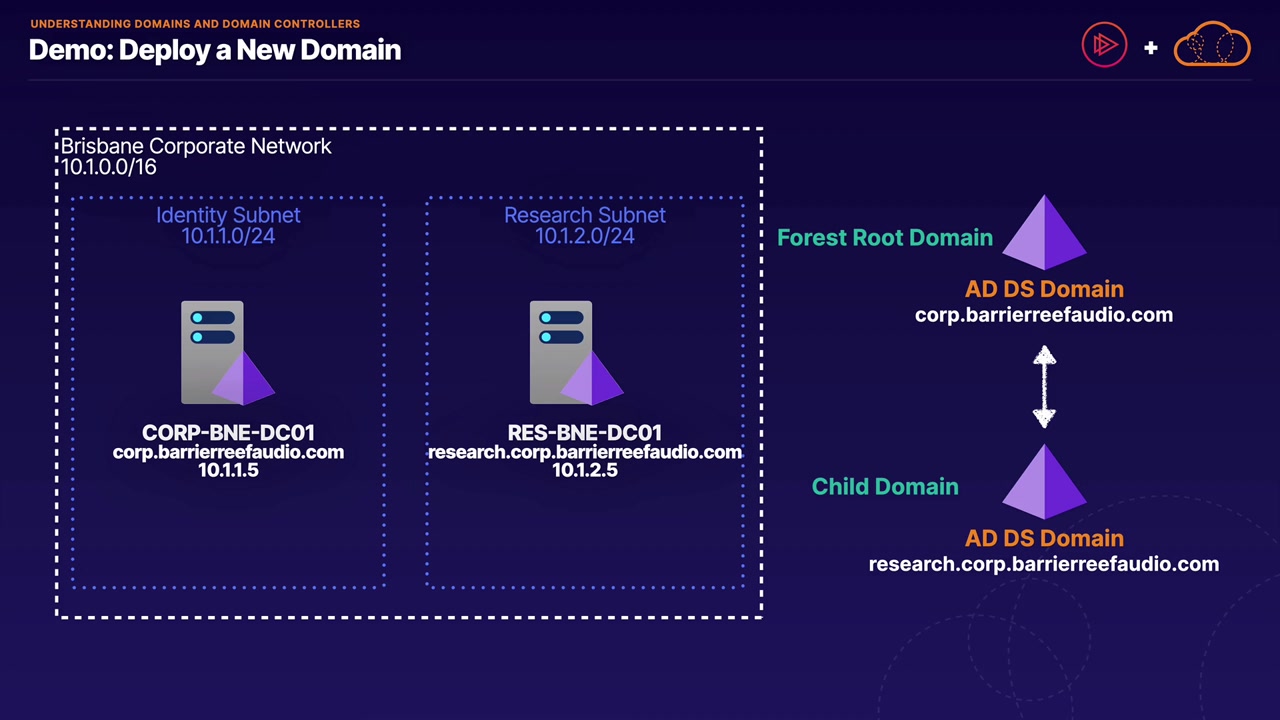 UNDERSTANDING DOMAINS AND DOMAIN CONTROLLERS
Demo: Deploy a New Domain
+
Brisbane Corporate Network
10.1.0.0/16
Identity Subnet
10.1.1.0/24
CORP-BNE-DC01
corp.barrierreefaudio.com
10.1.1.5
Research Subnet
10.1.2.0/24
RES-BNE-DC01
research.corp.barrierreefaudio.com
10.1.2.5
Forest Root Domain
AD DS Domain
corp.barrierreefaudio.com
Child Domain
AD DS Domain
research.corp.barrierreefaudio.com